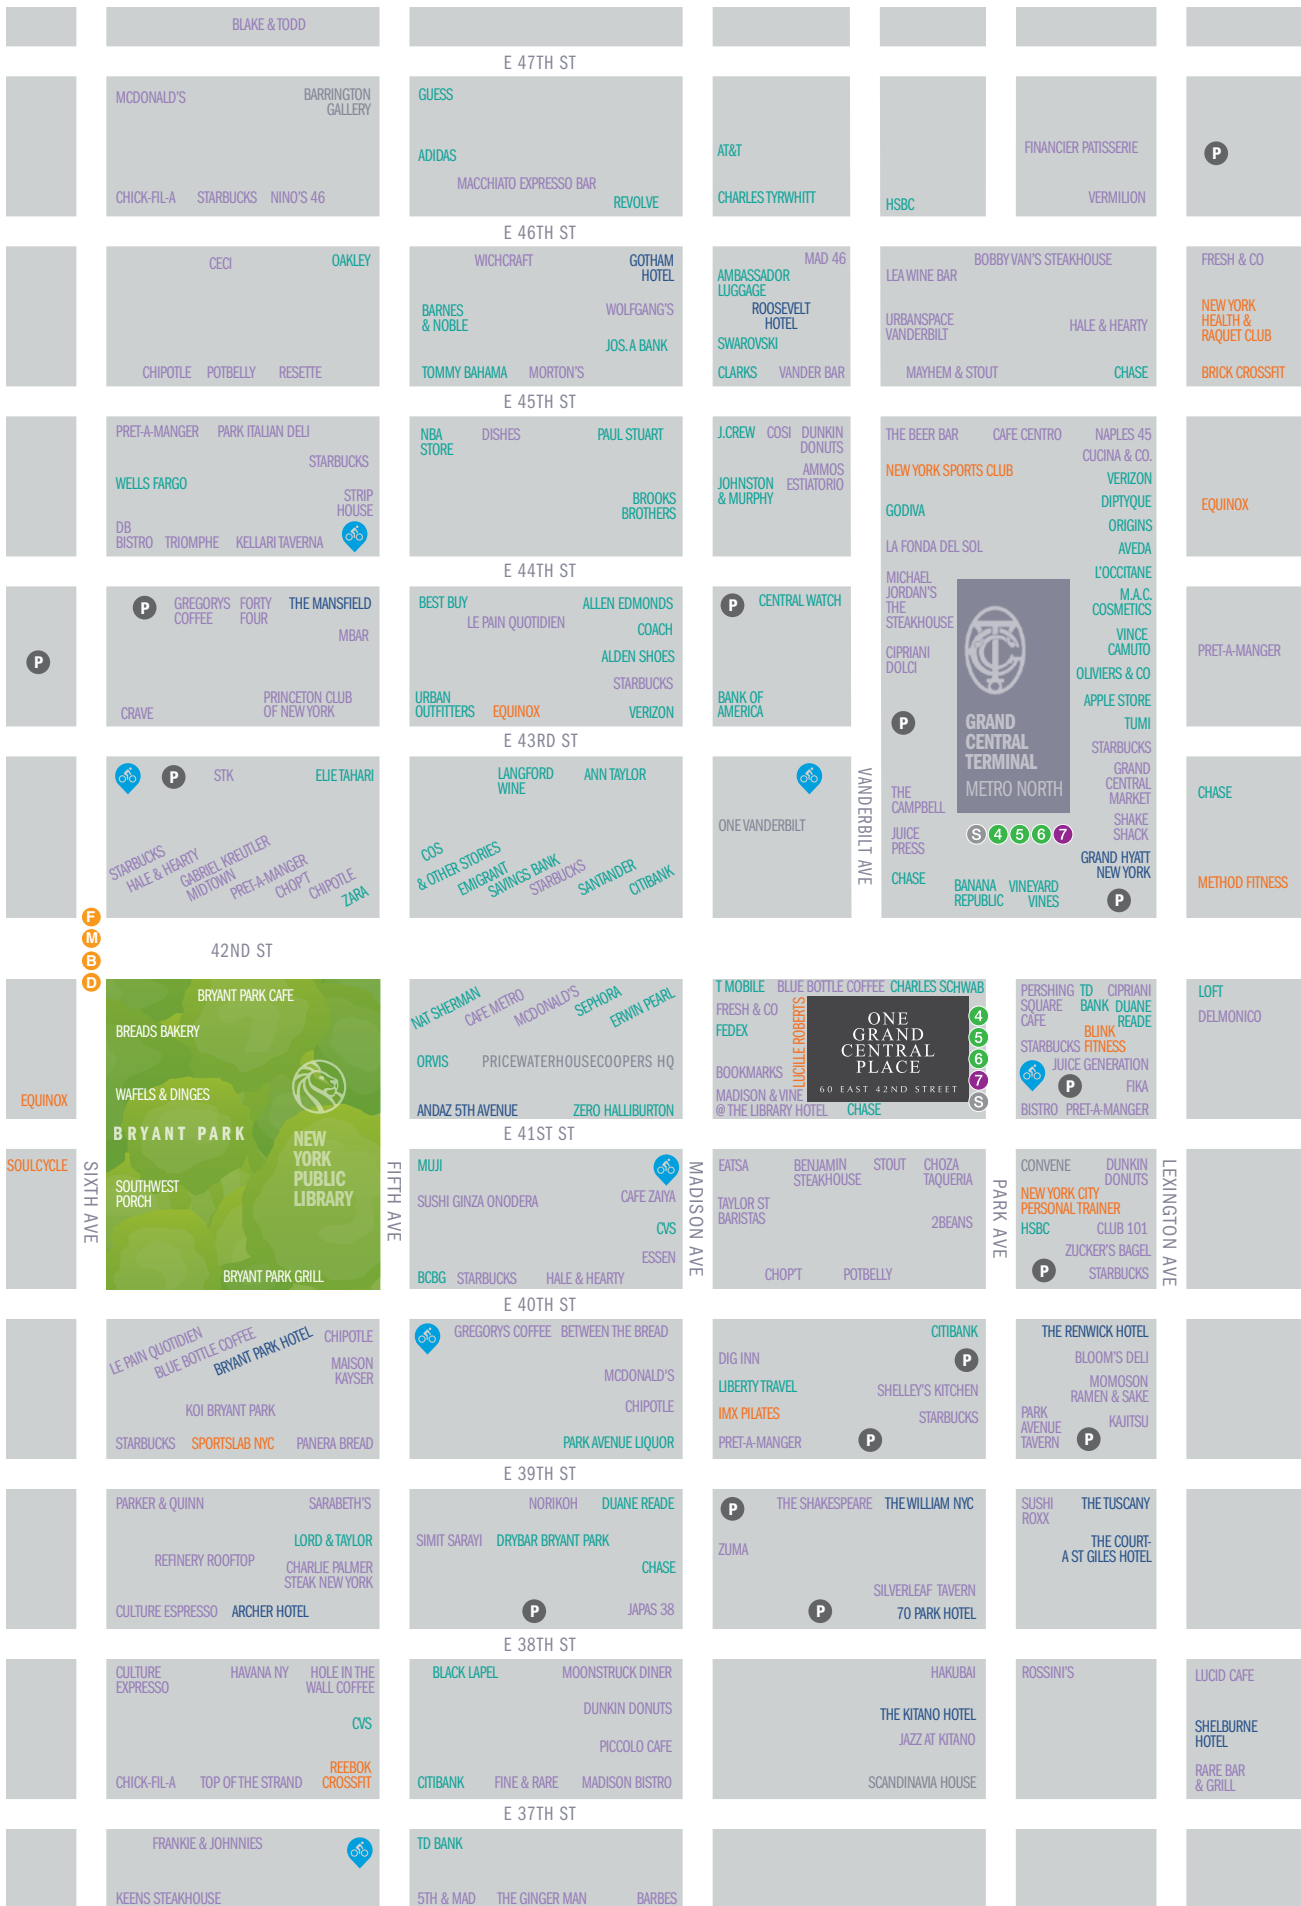 BLAKE & TODD
E 47TH ST
MCDONALD'S
BARRINGTON
GALLERY
CHICK-FIL-A
STARBUCKS
NINO'S 46
GUESS
ADIDAS
MACCHIATO EXPRESSO BAR
REVOLVE
AT&T
CHARLES TYRWHITT
HSBC
FINANCIER PATISSERIE
VERMILION
P
E 46TH ST
CECI
OAKLEY
CHIPOTLE
POTBELLY
RESETTE
WICHCRAFT
GOTHAM
HOTEL
BARNES
& NOBLE
WOLFGANG'S
JOS. A BANK
TOMMY BAHAMA
MORTON'S
MAD 46
AMBASSADOR
LUGGAGE
ROOSEVELT
HOTEL
SWAROVSKI
CLARKS
VANDER BAR
BOBBY VAN'S STEAKHOUSE
LEA WINE BAR
URBANSPACE
VANDERBILT
HALE & HEARTY
MAYHEM & STOUT
CHASE
FRESH & CO
NEW YORK
HEALTH &
RAQUET CLUB
BRICK CROSSFIT
E 45TH ST
PRET-A-MANGER
PARK ITALIAN DELI
STARBUCKS
WELLS FARGO
STRIP
HOUSE
DB
BISTRO
TRIOMPHE
KELLARI TAVERNA
NBA
STORE
DISHES
PAUL STUART
BROOKS
BROTHERS
J.CREW
COSI
DUNKIN
DONUTS
AMMOS
ESTIATORIO
JOHNSTON
& MURPHY
THE BEER BAR
CAFE CENTRO
NAPLES 45
CUCINA & CO.
NEW YORK SPORTS CLUB
VERIZON
DIPTYQUE
GODIVA
ORIGINS
LA FONDA DEL SOL
AVEDA
EQUINOX
E 44TH ST
P
GREGORYS
COFFEE
FORTY
FOUR
THE MANSFIELD
MBAR
PRINCETON CLUB
OF NEW YORK
CRAVE
P
BEST BUY
ALLEN EDMONDS
LE PAIN QUOTIDIEN
COACH
ALDEN SHOES
STARBUCKS
URBAN
OUTFITTERS
EQUINOX
VERIZON
P
CENTRAL WATCH
BANK OF
AMERICA
MICHAEL
JORDAN'S
THE
STEAKHOUSE
CIPRIANI
DOLCI
P
L'OCCITANE
M.A.C.
COSMETICS
VINCE
CAMUTO
OLIVIERS & CO
APPLE STORE
TUMI
STARBUCKS
GRAND
CENTRAL
MARKET
SHAKE
SHACK
GRAND
CENTRAL
TERMINAL
METRO NORTH
S 4 5 6 7
PRET-A-MANGER
E 43RD ST
P
STK
ELIE TAHARI
STARBUCKS
HALE & HEARTY
GABRIEL KREUTLER
MIDTOWN
PRET-A-MANGER
CHOP'T
CHIPOTLE
ZARA
LANGFORD
WINE
ANN TAYLOR
COS
& OTHER STORIES
EMIGRANT
SAVINGS BANK
STARBUCKS
SANTANDER
CITIBANK
ONE VANDERBILT
VANDERBILT AVE
THE
CAMPBELL
JUICE
PRESS
CHASE
BANANA
REPUBLIC
VINEYARD
VINES
GRAND HYATT
NEW YORK
P
CHASE
METHOD FITNESS
F
M
B
D
42ND ST
BRYANT PARK CAFE
BREADS BAKERY
WAFELS & DINGES
BRYANT PARK
NEW
YORK
PUBLIC
LIBRARY
SOUTHWEST
PORCH
BRYANT PARK GRILL
EQUINOX
SOULCYCLE
SIXTH AVE
FIFTH AVE
NAT SHERMAN
CAFE METRO
MCDONALD'S
SEPHORA
ERWIN PEARL
ORVIS
PRICEWATERHOUSECOOPERS HQ
ANDAZ 5TH AVENUE
ZERO HALLIBURTON
T MOBILE
BLUE BOTTLE COFFEE
CHARLES SCHWAB
FRESH & CO
FEDEX
LUCILLE ROBERTS
BOOKMARKS
MADISON & VINE
@ THE LIBRARY HOTEL
CHASE
ONE
GRAND
CENTRAL
PLACE
60 EAST 42ND STREET
4
5
6
7
S
PERSHING
SQUARE
CAFE
TD
BANK
CIPRIANI
DUANE
READE
BLINK
FITNESS
STARBUCKS
JUICE GENERATION
P
FIKA
BISTRO
PRET-A-MANGER
LOFT
DELMONICO
E 41ST ST
MUJI
SUSHI GINZA ONODERA
CAFE ZAIYA
CVS
ESSEN
BCBG
STARBUCKS
HALE & HEARTY
MADISON AVE
EATSA
BENJAMIN
STEAKHOUSE
STOUT
CHOZA
TAQUERIA
TAYLOR ST
BARISTAS
2BEANS
CHOP'T
POTBELLY
PARK AVE
CONVENE
DUNKIN
DONUTS
NEW YORK CITY
PERSONAL TRAINER
HSBC
CLUB 101
ZUCKER'S BAGEL
P
STARBUCKS
LEXINGTON AVE
E 40TH ST
LE PAIN QUOTIDIEN
BLUE BOTTLE COFFEE
BRYANT PARK HOTEL
CHIPOTLE
MAISON
KAYSER
KOI BRYANT PARK
STARBUCKS
SPORTSLAB NYC
PANERA BREAD
GREGORYS COFFEE
BETWEEN THE BREAD
MCDONALD'S
CHIPOTLE
PARK AVENUE LIQUOR
CITIBANK
DIG INN
P
LIBERTY TRAVEL
SHELLEY'S KITCHEN
IMX PILATES
STARBUCKS
PRET-A-MANGER
P
THE RENWICK HOTEL
BLOOM'S DELI
MOMOSON
RAMEN & SAKE
PARK
AVENUE
TAVERN
P
KAJITSU
E 39TH ST
PARKER & QUINN
SARABETH'S
LORD & TAYLOR
REFINERY ROOFTOP
CHARLIE PALMER
STEAK NEW YORK
CULTURE ESPRESSO
ARCHER HOTEL
NORIKOH
DUANE READE
SIMIT SARAYI
DRYBAR BRYANT PARK
CHASE
P
JAPAS 38
P
THE SHAKESPEARE
THE WILLIAM NYC
ZUMA
SILVERLEAF TAVERN
P
70 PARK HOTEL
SUSHI
ROXX
THE TUSCANY
THE COURT-
A ST GILES HOTEL
E 38TH ST
CULTURE
EXPRESSO
HAVANA NY
HOLE IN THE
WALL COFFEE
CVS
REEBOK
CROSSFIT
CHICK-FIL-A
TOP OF THE STRAND
BLACK LAPEL
MOONSTRUCK DINER
DUNKIN DONUTS
PICCOLO CAFE
CITIBANK
FINE & RARE
MADISON BISTRO
HAKUBAI
THE KITANO HOTEL
JAZZ AT KITANO
SCANDINAVIA HOUSE
ROSSINI'S
LUCID CAFE
SHELBURNE
HOTEL
RARE BAR
& GRILL
E 37TH ST
FRANKIE & JOHNNIES
KEENS STEAKHOUSE
TD BANK
5TH & MAD
THE GINGER MAN
BARBES